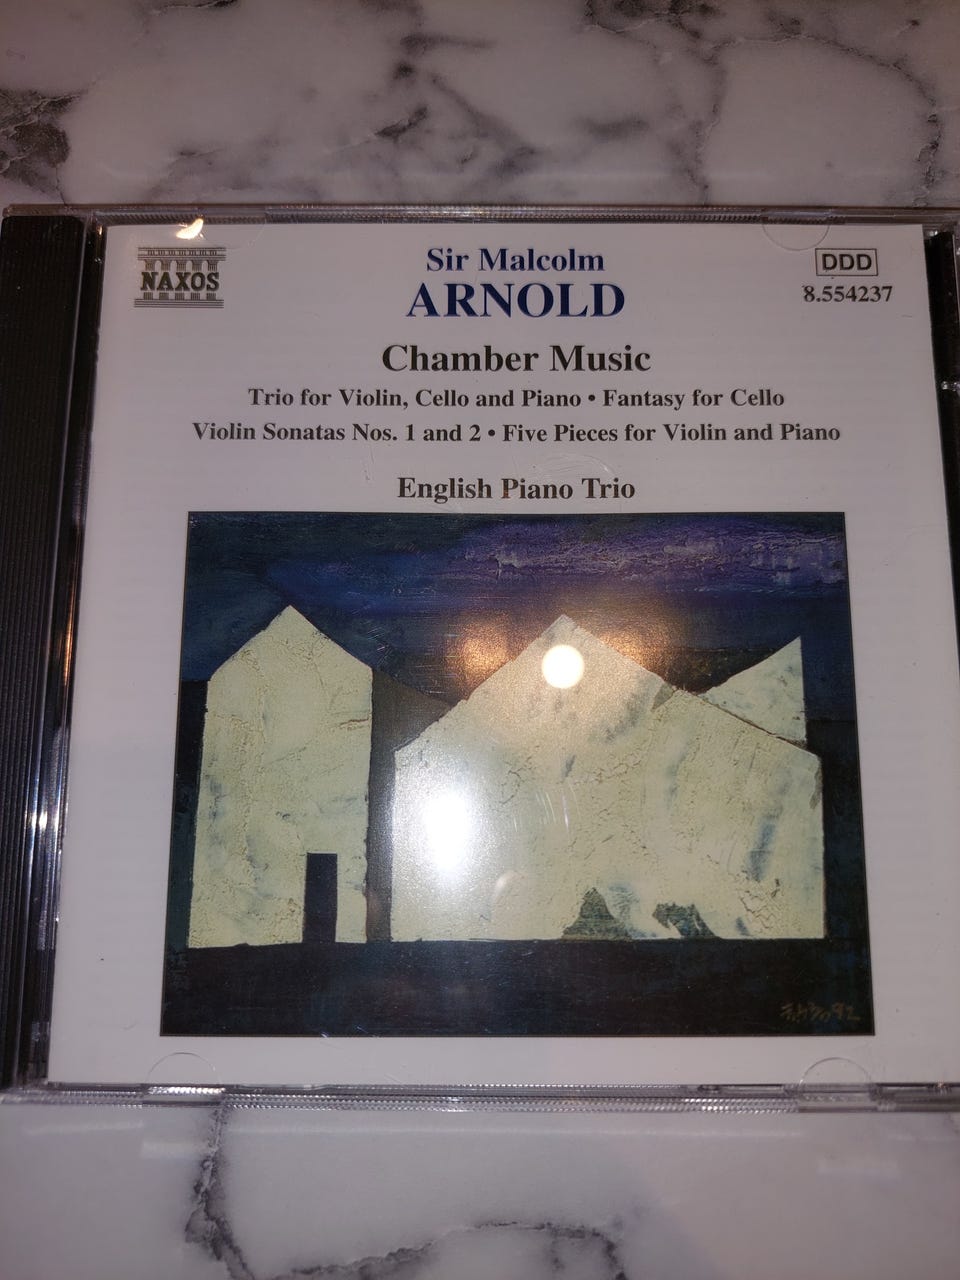 NAXOS
Sir Malcolm
ARNOLD
DDD
8.554237
Chamber Music
Trio for Violin, Cello and Piano • Fantasy for Cello
Violin Sonatas Nos. 1 and 2 • Five Pieces for Violin and Piano
English Piano Trio